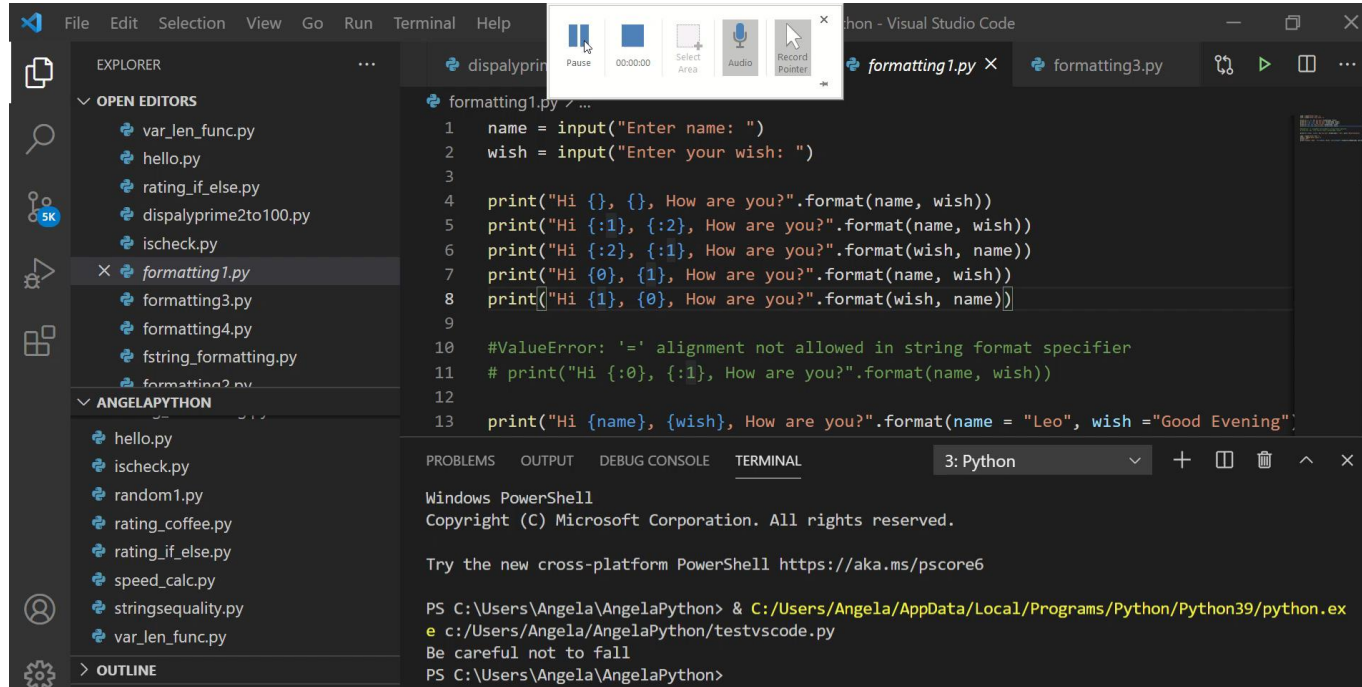 File Edit Selection View Go Run Terminal Help
Pause
00:00:00
Select Area
Audio
Record Pointer
- Visual Studio Code
EXPLORER
OPEN EDITORS
var_len_func.py
hello.py
rating_if_else.py
dispalyprime2to100.py
ischeck.py
formatting1.py
formatting3.py
formatting4.py
fstring_formatting.py
formatting2.py
ANGELAPYTHON
hello.py
ischeck.py
random1.py
rating_coffee.py
rating_if_else.py
speed_calc.py
stringsequality.py
var_len_func.py
OUTLINE
5K
formatting1.py
formatting3.py
formatting1.py > ...
1 name = input("Enter name: ")
2 wish = input("Enter your wish: ")
3
4 print("Hi {}, {}, How are you?".format(name, wish))
5 print("Hi {:1}, {:2}, How are you?".format(name, wish))
6 print("Hi {:2}, {:1}, How are you?".format(wish, name))
7 print("Hi {0}, {1}, How are you?".format(name, wish))
8 print("Hi {1}, {0}, How are you?".format(wish, name))
9
10 #ValueError: '=' alignment not allowed in string format specifier
11 # print("Hi {:0}, {:1}, How are you?".format(name, wish))
12
13 print("Hi {name}, {wish}, How are you?".format(name = "Leo", wish ="Good Evening")
PROBLEMS OUTPUT DEBUG CONSOLE TERMINAL 3: Python
Windows PowerShell
Copyright (C) Microsoft Corporation. All rights reserved.
Try the new cross-platform PowerShell https://aka.ms/pscore6
PS C:\Users\Angela\AngelaPython> & C:/Users/Angela/AppData/Local/Programs/Python/Python39/python.ex
e c:/Users/Angela/AngelaPython/testvscode.py
Be careful not to fall
PS C:\Users\Angela\AngelaPython>